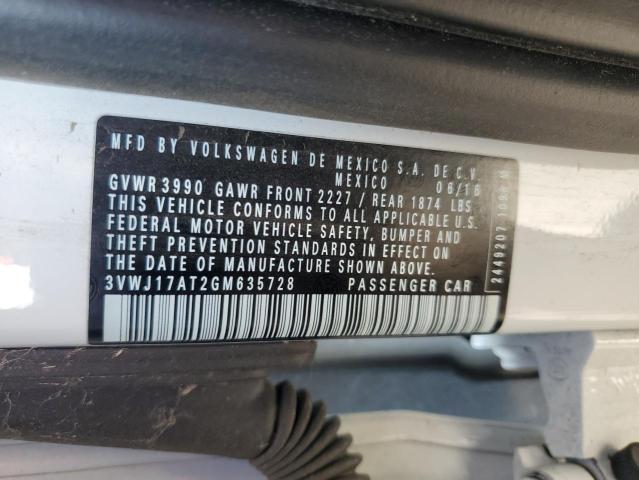 MFD BY VOLKSWAGEN DE MEXICO S.A. DE C.V.
MEXICO 06/16
GVWR 3990 GAWR FRONT 2227 / REAR 1874 LBS
THIS VEHICLE CONFORMS TO ALL APPLICABLE U.S.
FEDERAL MOTOR VEHICLE SAFETY, BUMPER AND
THEFT PREVENTION STANDARDS IN EFFECT ON
THE DATE OF MANUFACTURE SHOWN ABOVE.
3VWJ17AT2GM635728 PASSENGER CAR
2449207